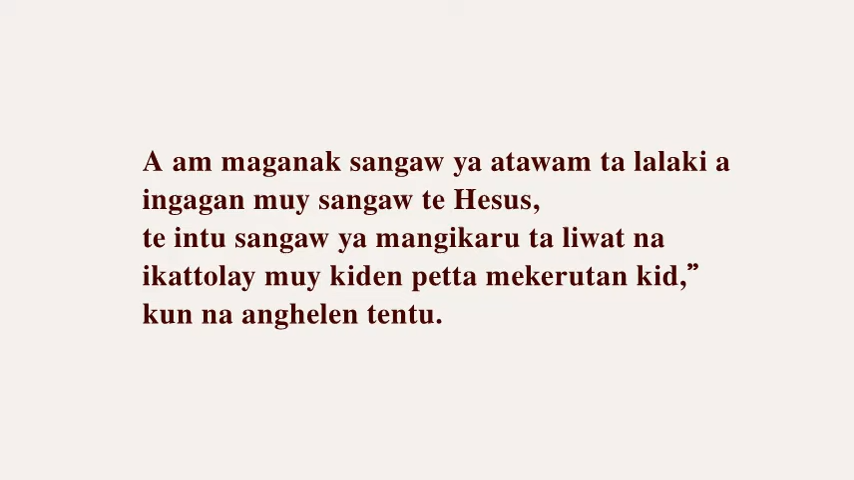 A am maganak sangaw ya atawam ta lalaki a
ingagan muy sangaw te Hesus,
te intu sangaw ya mangikaru ta liwat na
ikattolay muy kiden petta mekerutan kid,”
kun na anghelen tentu.